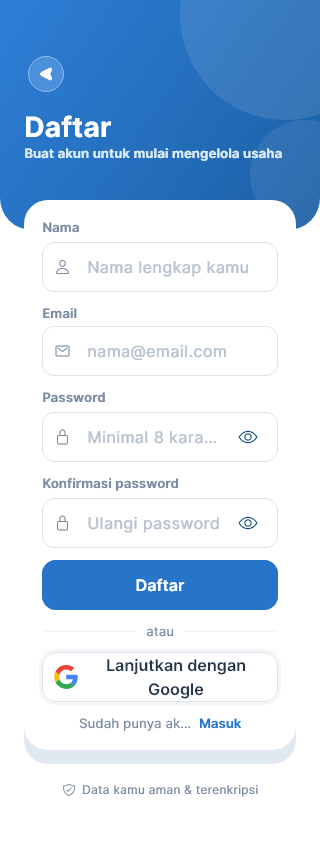 Daftar
Buat akun untuk mulai mengelola usaha
Nama
Nama lengkap kamu
Email
nama@email.com
Password
Minimal 8 kara...
Konfirmasi password
Ulangi password
Daftar
atau
Lanjutkan dengan
Google
Sudah punya ak... Masuk
Data kamu aman & terenkripsi